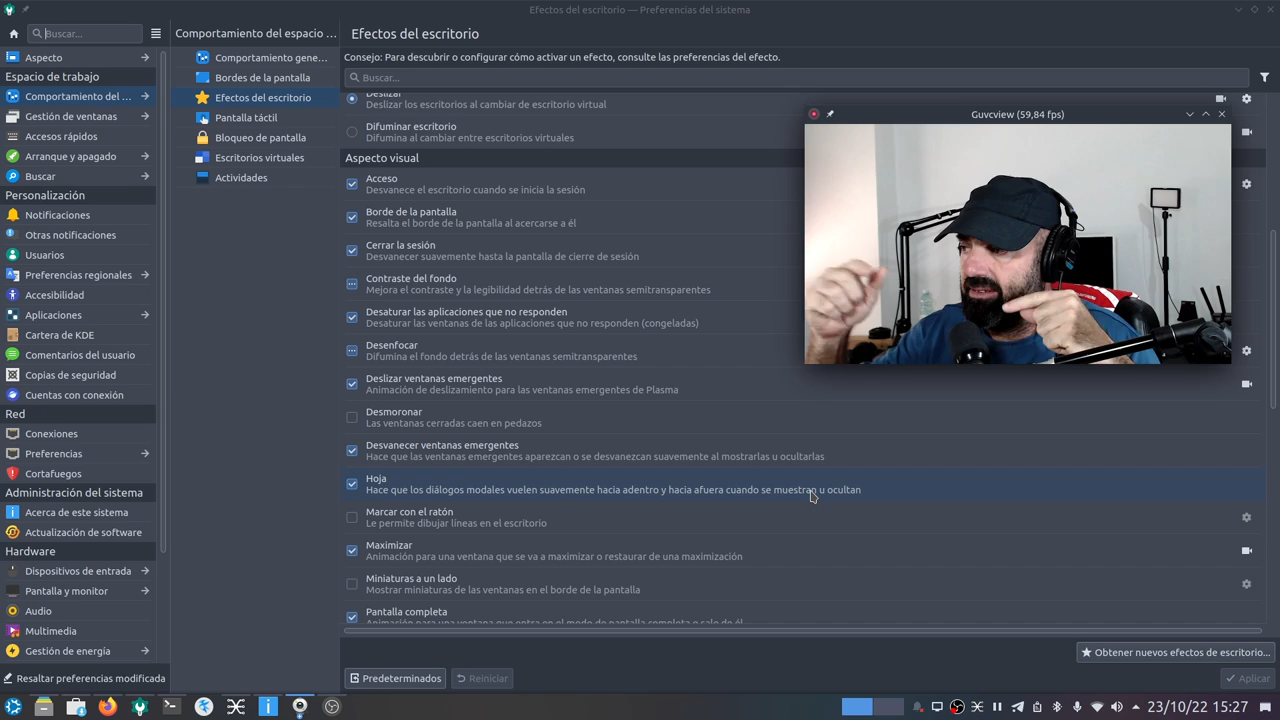 Efectos del escritorio — Preferencias del sistema
Buscar...
Comportamiento del espacio ...
Efectos del escritorio
Aspecto
Espacio de trabajo
Comportamiento del ...
Gestión de ventanas
Accesos rápidos
Arranque y apagado
Buscar
Personalización
Notificaciones
Otras notificaciones
Usuarios
Preferencias regionales
Accesibilidad
Aplicaciones
Cartera de KDE
Comentarios del usuario
Copias de seguridad
Cuentas con conexión
Red
Conexiones
Preferencias
Cortafuegos
Administración del sistema
Acerca de este sistema
Actualización de software
Hardware
Dispositivos de entrada
Pantalla y monitor
Audio
Multimedia
Gestión de energía
Resaltar preferencias modificada
Comportamiento gene...
Bordes de la pantalla
Efectos del escritorio
Pantalla táctil
Bloqueo de pantalla
Escritorios virtuales
Actividades
Consejo: Para descubrir o configurar cómo activar un efecto, consulte las preferencias del efecto.
Buscar...
Deslizar
Deslizar los escritorios al cambiar de escritorio virtual
Difuminar escritorio
Difumina al cambiar entre escritorios virtuales
Aspecto visual
Acceso
Desvanece el escritorio cuando se inicia la sesión
Borde de la pantalla
Resalta el borde de la pantalla al acercarse a él
Cerrar la sesión
Desvanecer suavemente hasta la pantalla de cierre de sesión
Contraste del fondo
Mejora el contraste y la legibilidad detrás de las ventanas semitransparentes
Desaturar las aplicaciones que no responden
Desaturar las ventanas de las aplicaciones que no responden (congeladas)
Desenfocar
Difumina el fondo detrás de las ventanas semitransparentes
Deslizar ventanas emergentes
Animación de deslizamiento para las ventanas emergentes de Plasma
Desmoronar
Las ventanas cerradas caen en pedazos
Desvanecer ventanas emergentes
Hace que las ventanas emergentes aparezcan o se desvanezcan suavemente al mostrarlas u ocultarlas
Hoja
Hace que los diálogos modales vuelen suavemente hacia adentro y hacia afuera cuando se muestran u ocultan
Marcar con el ratón
Le permite dibujar líneas en el escritorio
Maximizar
Animación para una ventana que se va a maximizar o restaurar de una maximización
Miniaturas a un lado
Mostrar miniaturas de las ventanas en el borde de la pantalla
Pantalla completa
Animación para una ventana que entra en el modo de pantalla completa o sale de él
Guvcview (59,84 fps)
Obtener nuevos efectos de escritorio...
Predeterminados
Reiniciar
Aplicar
23/10/22 15:27